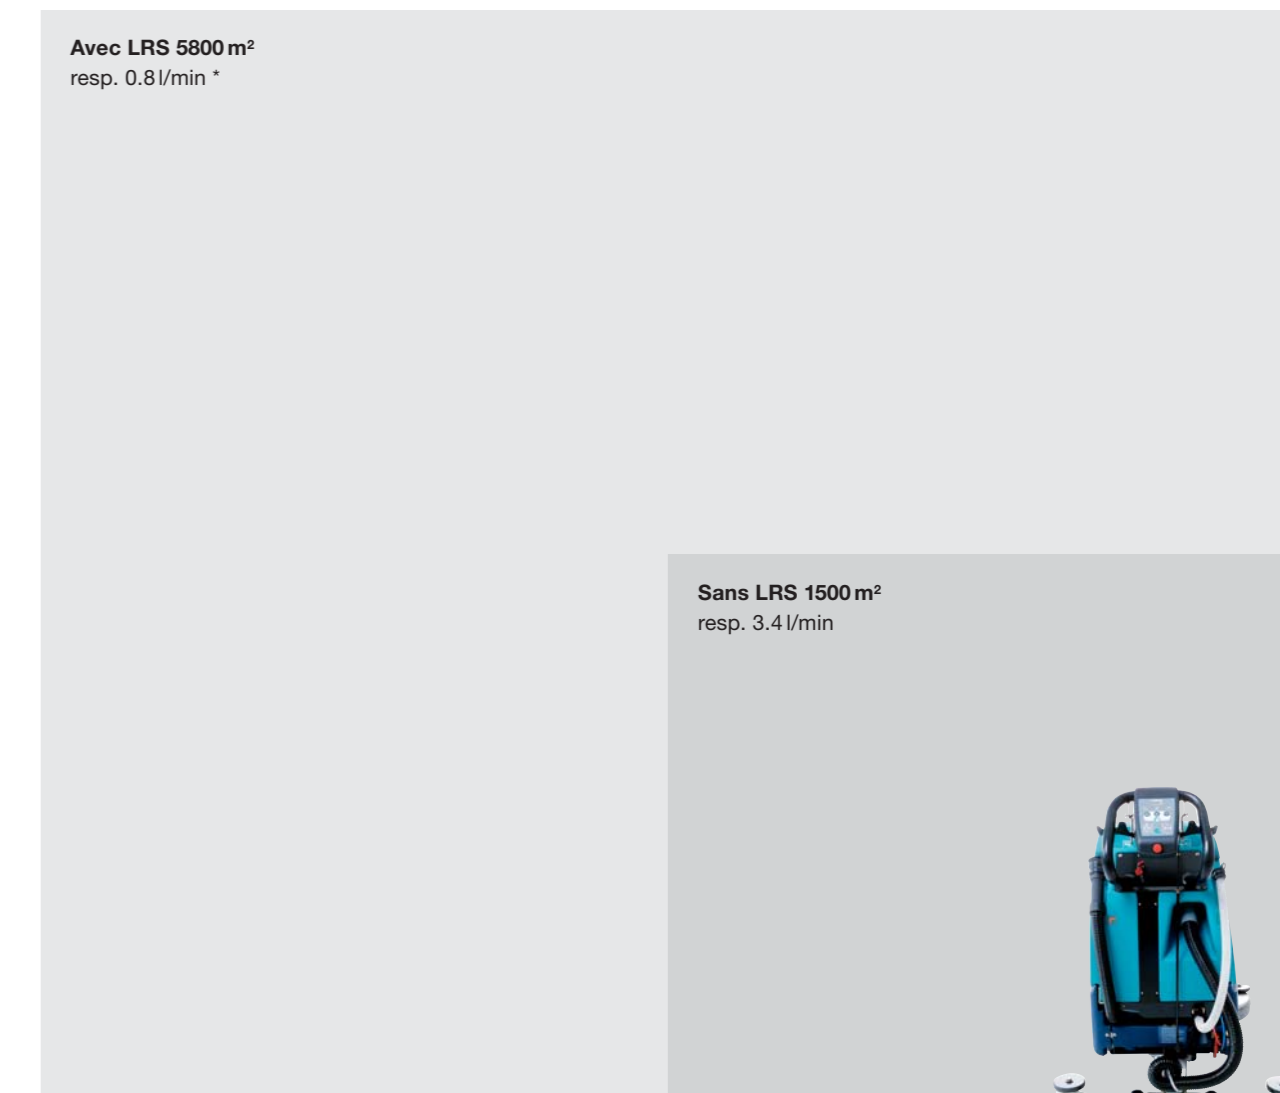 Avec LRS 5800 m²
resp. 0.8 l/min *
Sans LRS 1500 m²
resp. 3.4 l/min